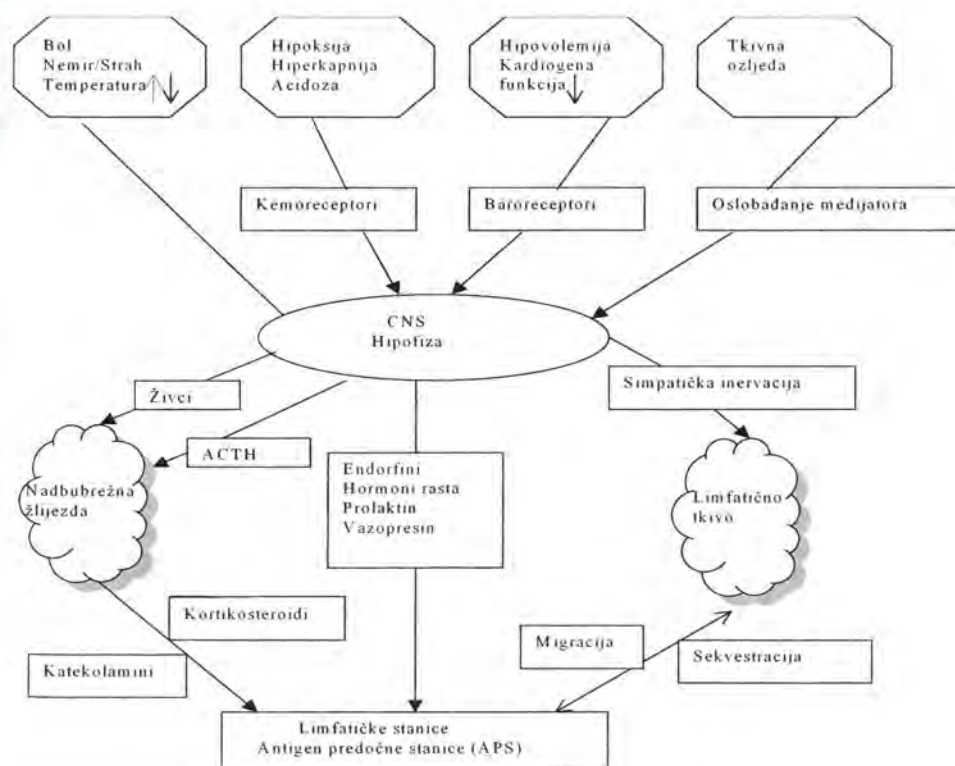 Bol
Nemir/Strah
Temperatura↑↓
Hipoksija
Hiperkapnija
Acidoza
Hipovolemija
Kardiogena
funkcija↓
Tkivna
ozljeda
Kemoreceptori
Baroreceptori
Oslobađanje medijatora
CNS
Hipofiza
Živci
Simpatička inervacija
ACTH
Endorfini
Hormoni rasta
Prolaktin
Vazopresin
Nadbubrežna
žlijezda
Limfatično
tkivo
Kortikosteroidi
Katekolamini
Migracija
Sekvestracija
Limfatičke stanice
Antigen predočne stanice (APS)